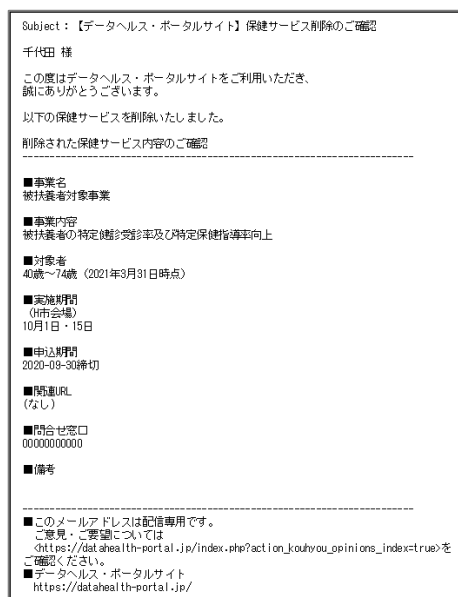 Subject：【データヘルス・ポータルサイト】保健サービス削除のご確認
千代田 様
この度はデータヘルス・ポータルサイトをご利用いただき、
誠にありがとうございます。
以下の保健サービスを削除いたしました。
削除された保健サービス内容のご確認
------------------------------------------------------------------------
■事業名
被扶養者対象事業
■事業内容
被扶養者の特定健診受診率及び特定保健指導率向上
■対象者
40歳～74歳（2021年3月31日時点）
■実施期間
（H市会場）
10月1日・15日
■申込期間
2020-09-30締切
■関連URL
(なし)
■問合せ窓口
00000000000
■備考
------------------------------------------------------------------------
■このメールアドレスは配信専用です。
ご意見・ご要望については
<https://datahealth-portal.jp/index.php?action_kouhyou_opinions_index=true>を
ご確認ください。
■データヘルス・ポータルサイト
https://datahealth-portal.jp/